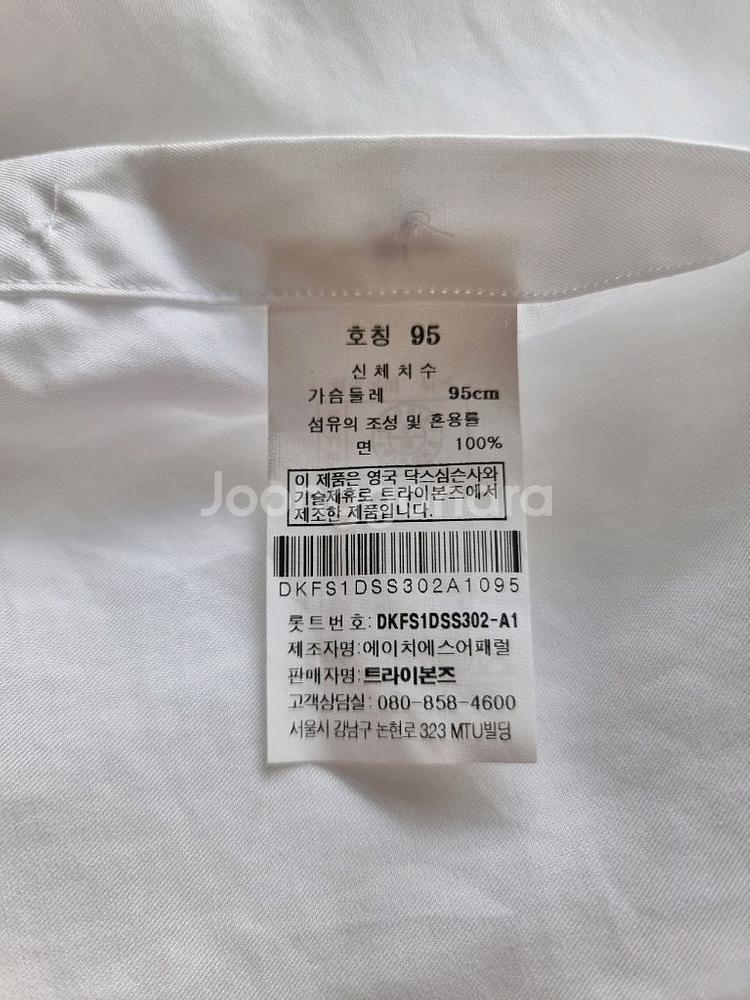 호칭 95
신체치수
가슴둘레 95cm
섬유의 조성 및 혼용률
면 100%
이 제품은 영국 닥스심슨사와
기술제휴로 트라이본즈에서
제조한 제품입니다.
Joonggonara
DKFS1DSS302A1095
롯트번호: DKFS1DSS302-A1
제조자명: 에이치에스어패럴
판매자명: 트라이본즈
고객상담실: 080-858-4600
서울시 강남구 논현로 323 MTU빌딩